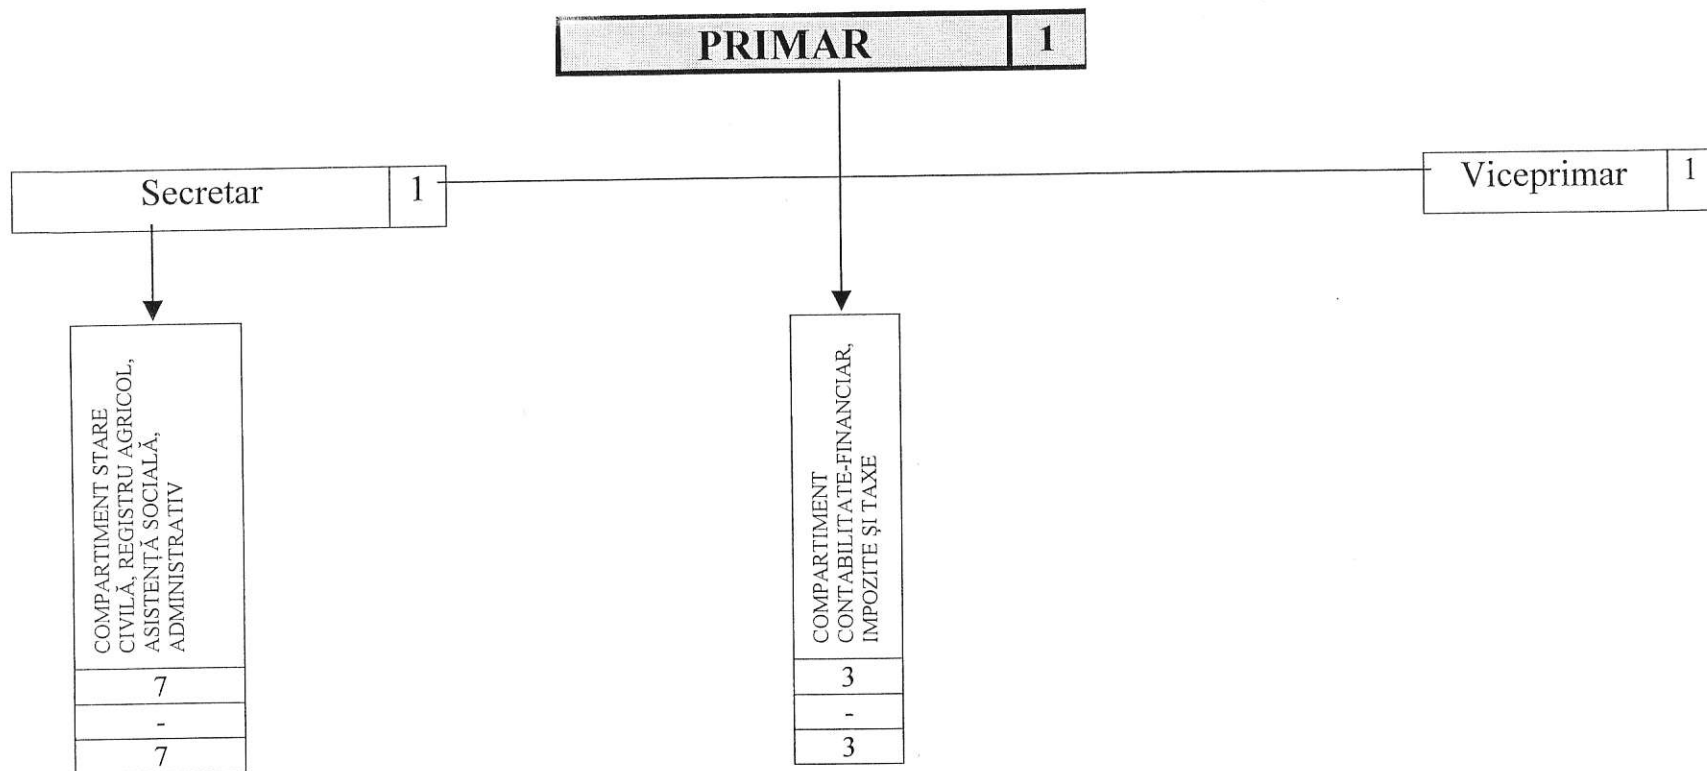 PRIMAR 1
Secretar 1
Viceprimar 1
COMPARTIMENT STARE
CIVILĂ, REGISTRU AGRICOL,
ASISTENȚĂ SOCIALĂ,
ADMINISTRATIV
7
-
7
COMPARTIMENT
CONTABILITATE-FINANCIAR,
IMPOZITE ŞI TAXE
3
-
3